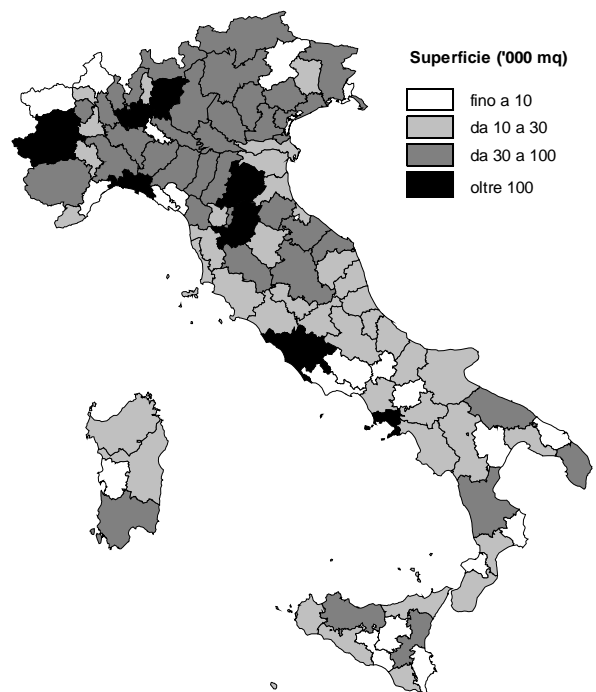 Superficie ('000 mq)
fino a 10
da 10 a 30
da 30 a 100
oltre 100